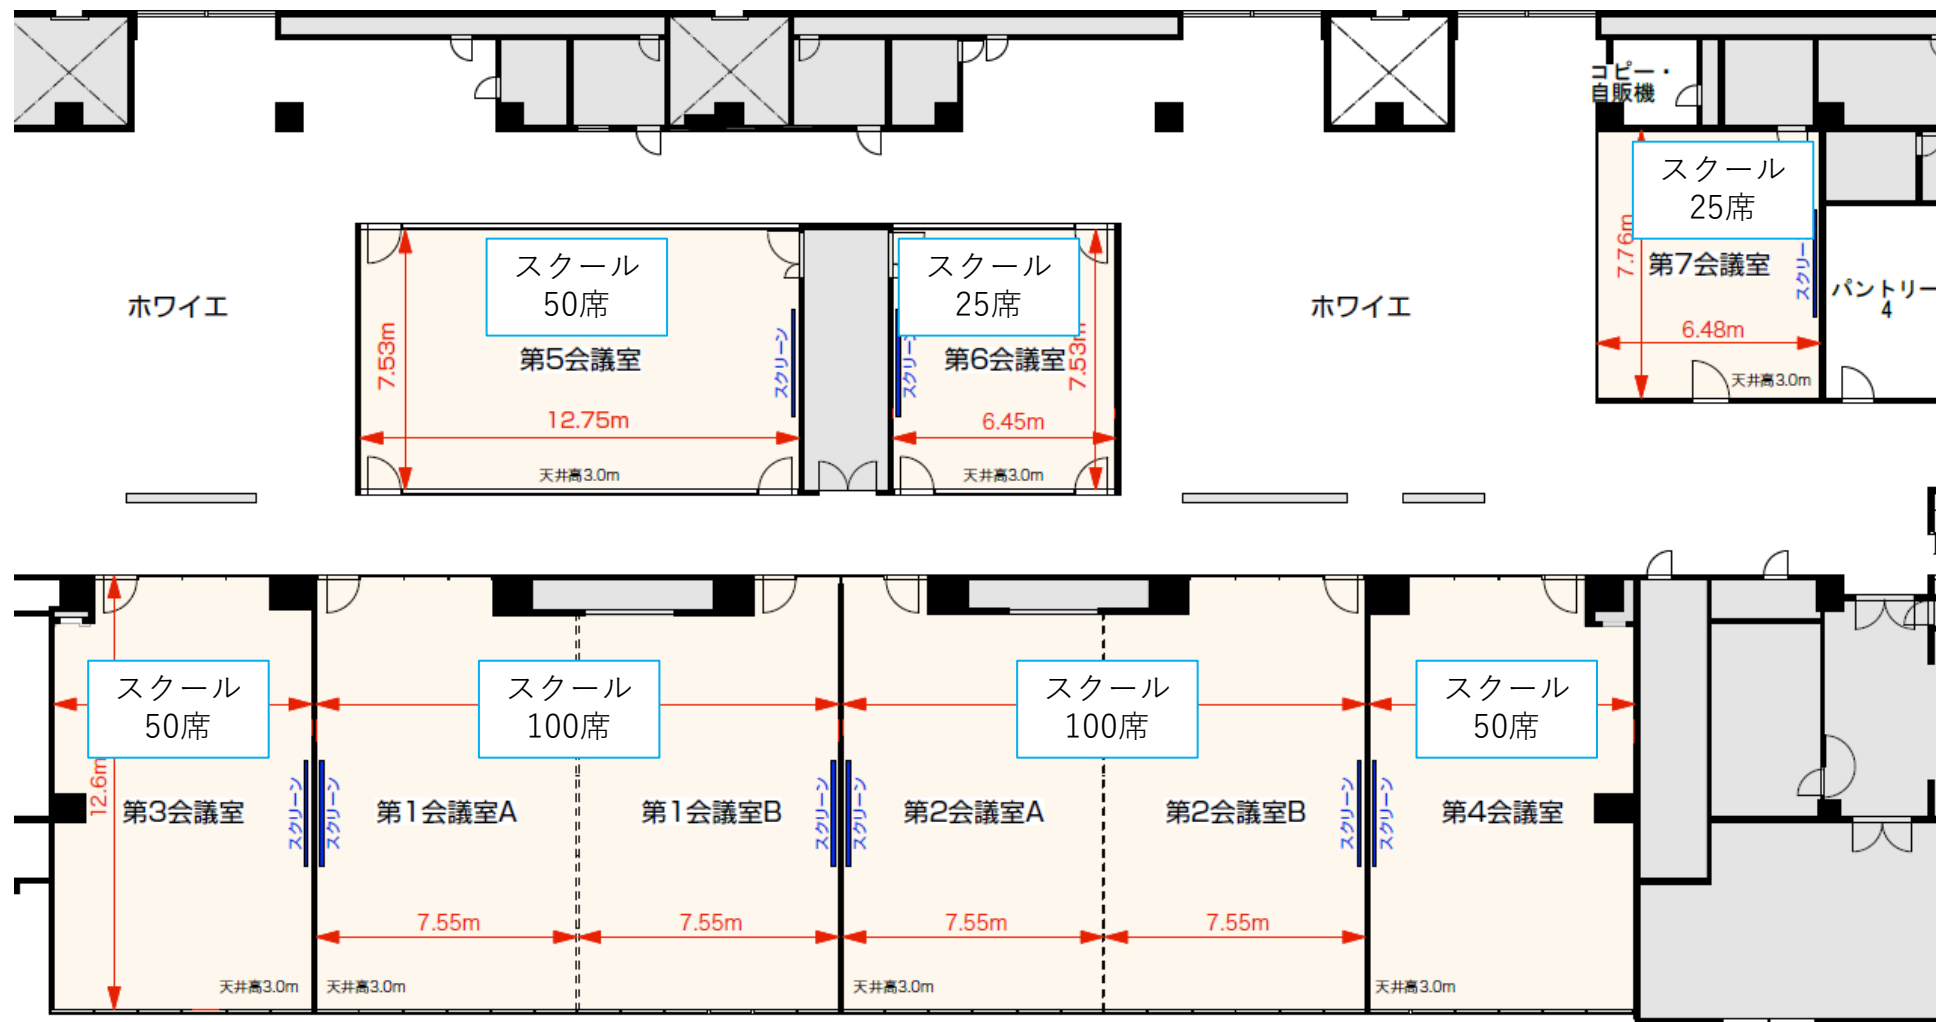 コピー・
自販機
スクール
25席
7.76m
第7会議室
スクリー
6.48m
天井高3.0m
パントリー
4
ホワイエ
スクール
50席
7.53m
第5会議室
スクリーン
12.75m
天井高3.0m
スクール
25席
スクリーン
第6会議室
7.53m
6.45m
天井高3.0m
ホワイエ
スクール
50席
12.6m
第3会議室
スクリーン
天井高3.0m
スクール
100席
スクリーン
第1会議室A
第1会議室B
スクリーン
7.55m
7.55m
天井高3.0m
スクール
100席
スクリーン
第2会議室A
第2会議室B
スクリーン
7.55m
7.55m
天井高3.0m
スクール
50席
スクリーン
第4会議室
天井高3.0m